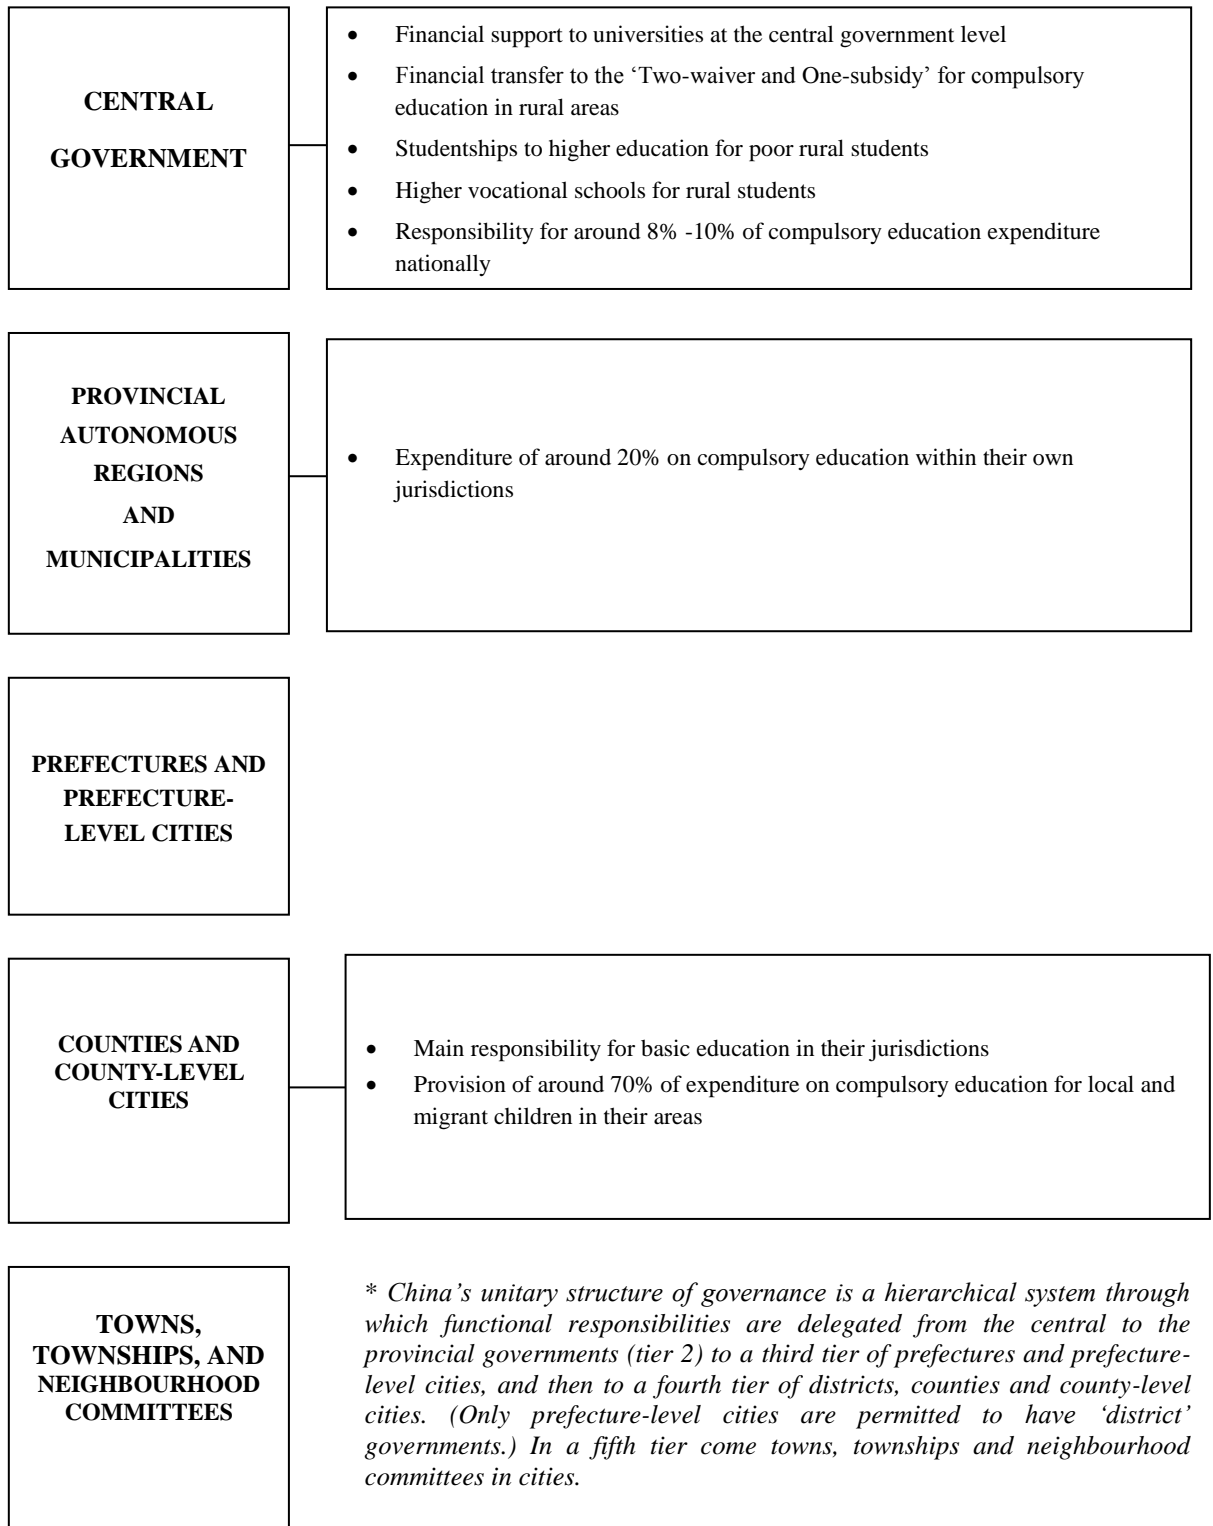 CENTRAL
GOVERNMENT
• Financial support to universities at the central government level
• Financial transfer to the ‘Two-waiver and One-subsidy’ for compulsory
education in rural areas
• Studentships to higher education for poor rural students
• Higher vocational schools for rural students
• Responsibility for around 8% -10% of compulsory education expenditure
nationally
PROVINCIAL
AUTONOMOUS
REGIONS
AND
MUNICIPALITIES
• Expenditure of around 20% on compulsory education within their own
jurisdictions
PREFECTURES AND
PREFECTURE-
LEVEL CITIES
COUNTIES AND
COUNTY-LEVEL
CITIES
• Main responsibility for basic education in their jurisdictions
• Provision of around 70% of expenditure on compulsory education for local and
migrant children in their areas
TOWNS,
TOWNSHIPS, AND
NEIGHBOURHOOD
COMMITTEES
* China’s unitary structure of governance is a hierarchical system through
which functional responsibilities are delegated from the central to the
provincial governments (tier 2) to a third tier of prefectures and prefecture-
level cities, and then to a fourth tier of districts, counties and county-level
cities. (Only prefecture-level cities are permitted to have ‘district’
governments.) In a fifth tier come towns, townships and neighbourhood
committees in cities.